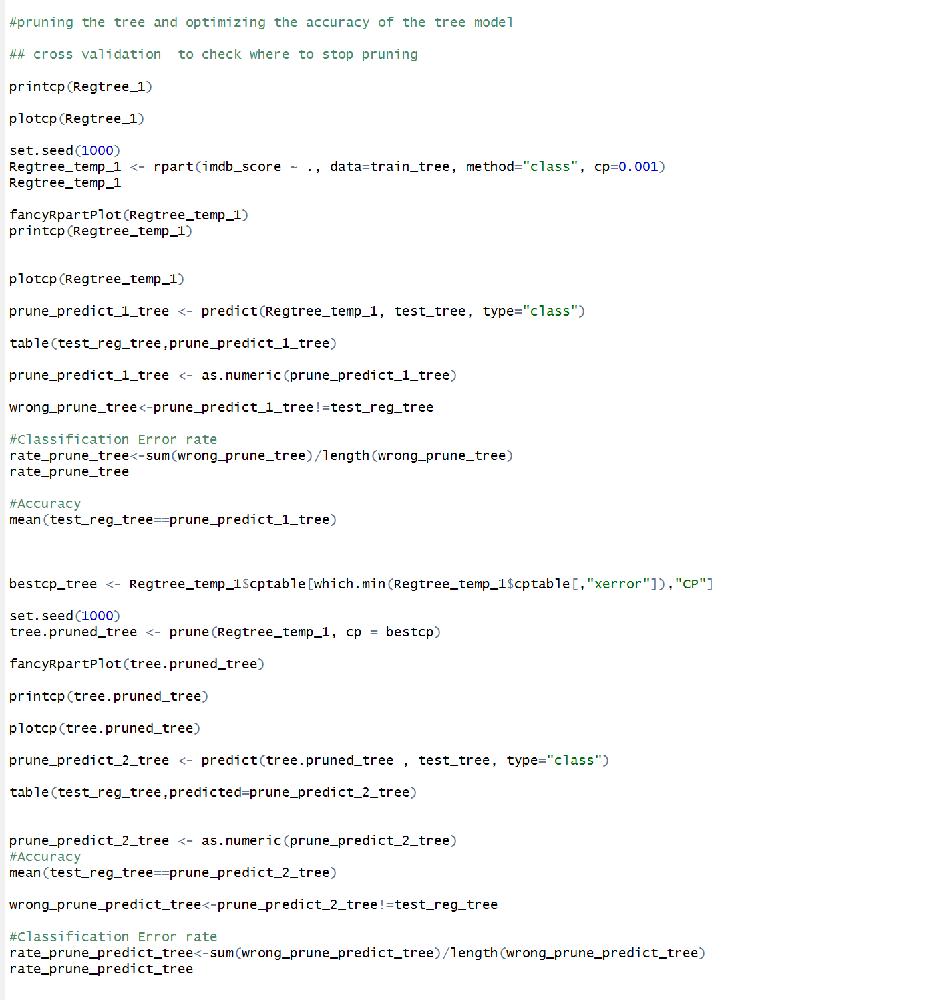 #pruning the tree and optimizing the accuracy of the tree model
## cross validation  to check where to stop pruning
printcp(Regtree_1)
plotcp(Regtree_1)
set.seed(1000)
Regtree_temp_1 <- rpart(imdb_score ~ ., data=train_tree, method="class", cp=0.001)
Regtree_temp_1
fancyRpartPlot(Regtree_temp_1)
printcp(Regtree_temp_1)
plotcp(Regtree_temp_1)
prune_predict_1_tree <- predict(Regtree_temp_1, test_tree, type="class")
table(test_reg_tree,prune_predict_1_tree)
prune_predict_1_tree <- as.numeric(prune_predict_1_tree)
wrong_prune_tree<-prune_predict_1_tree!=test_reg_tree
#Classification Error rate
rate_prune_tree<-sum(wrong_prune_tree)/length(wrong_prune_tree)
rate_prune_tree
#Accuracy
mean(test_reg_tree==prune_predict_1_tree)
bestcp_tree <- Regtree_temp_1$cptable[which.min(Regtree_temp_1$cptable[,"xerror"]),"CP"]
set.seed(1000)
tree.pruned_tree <- prune(Regtree_temp_1, cp = bestcp)
fancyRpartPlot(tree.pruned_tree)
printcp(tree.pruned_tree)
plotcp(tree.pruned_tree)
prune_predict_2_tree <- predict(tree.pruned_tree , test_tree, type="class")
table(test_reg_tree,predicted=prune_predict_2_tree)
prune_predict_2_tree <- as.numeric(prune_predict_2_tree)
#Accuracy
mean(test_reg_tree==prune_predict_2_tree)
wrong_prune_predict_tree<-prune_predict_2_tree!=test_reg_tree
#Classification Error rate
rate_prune_predict_tree<-sum(wrong_prune_predict_tree)/length(wrong_prune_predict_tree)
rate_prune_predict_tree